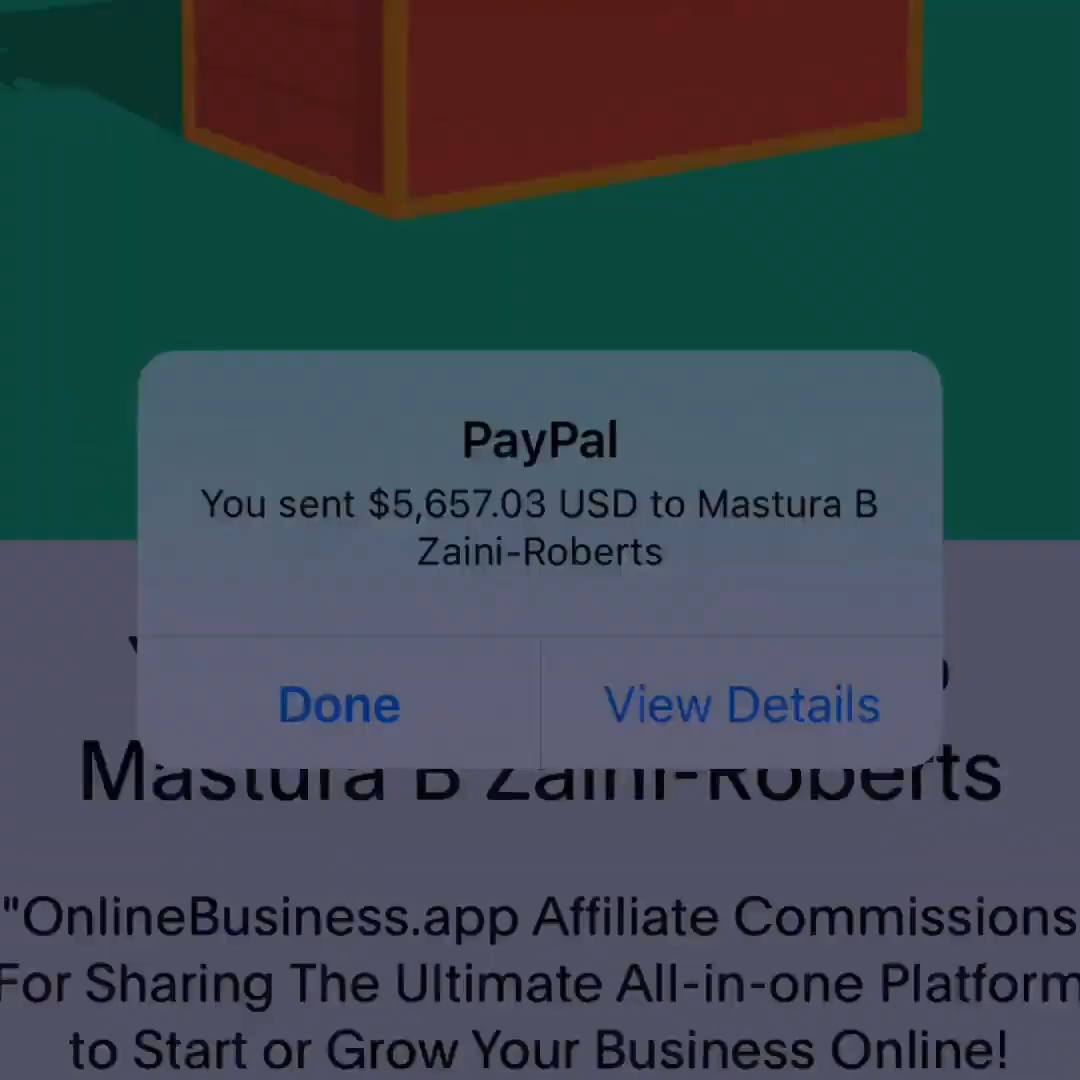 PayPal
You sent $5,657.03 USD to Mastura B
Zaini-Roberts
Done View Details
Mastura B Zaini-Roberts
"OnlineBusiness.app Affiliate Commissions
For Sharing The Ultimate All-in-one Platform
to Start or Grow Your Business Online!